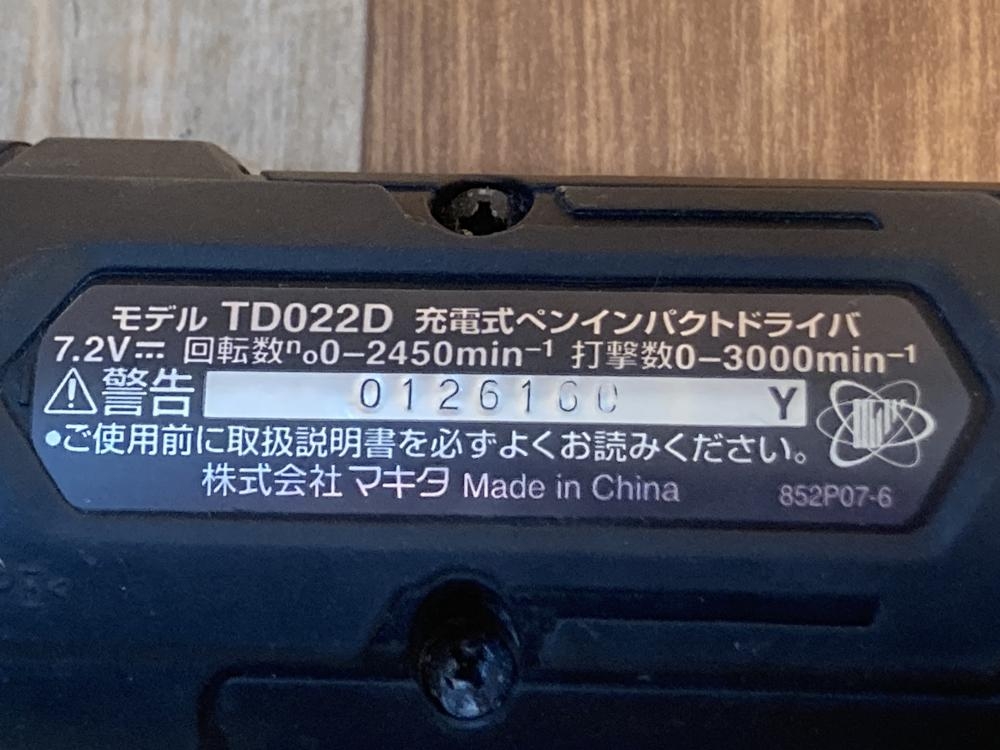 モデル TD022D 充電式ペンインパクトドライバ
7.2V⎓ 回転数n₀0-2450min⁻¹ 打撃数0-3000min⁻¹
⚠警告 0126160 Y
●ご使用前に取扱説明書を必ずよくお読みください。
株式会社マキタ Made in China 852P07-6